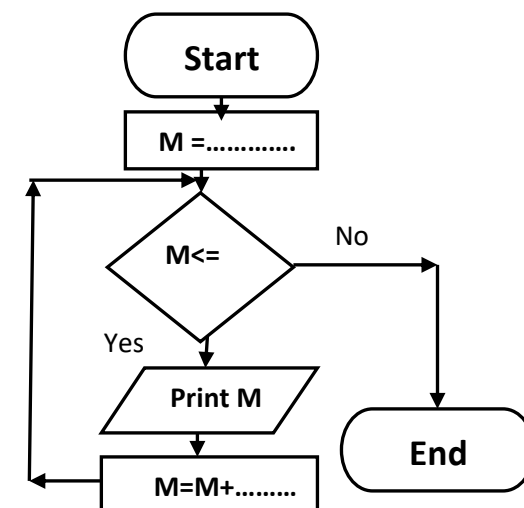 Start
M =………….
M<=
No
Yes
Print M
End
M=M+………